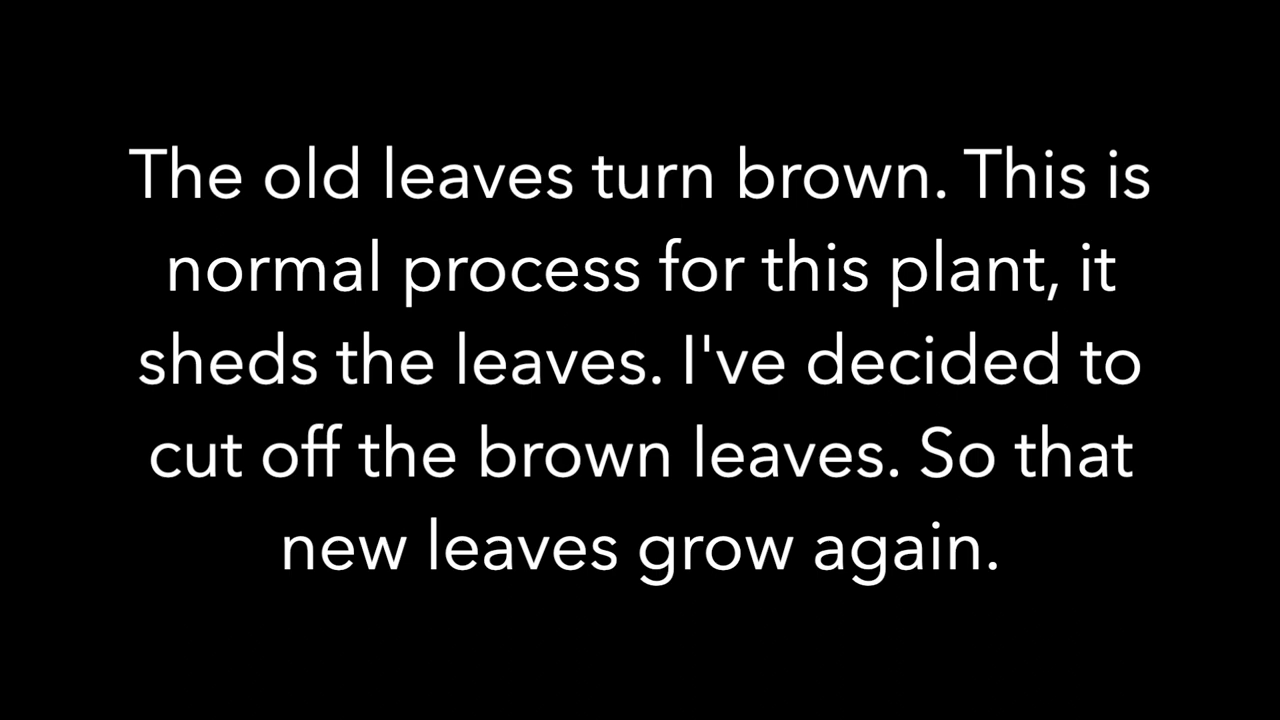 The old leaves turn brown. This is
normal process for this plant, it
sheds the leaves. I've decided to
cut off the brown leaves. So that
new leaves grow again.